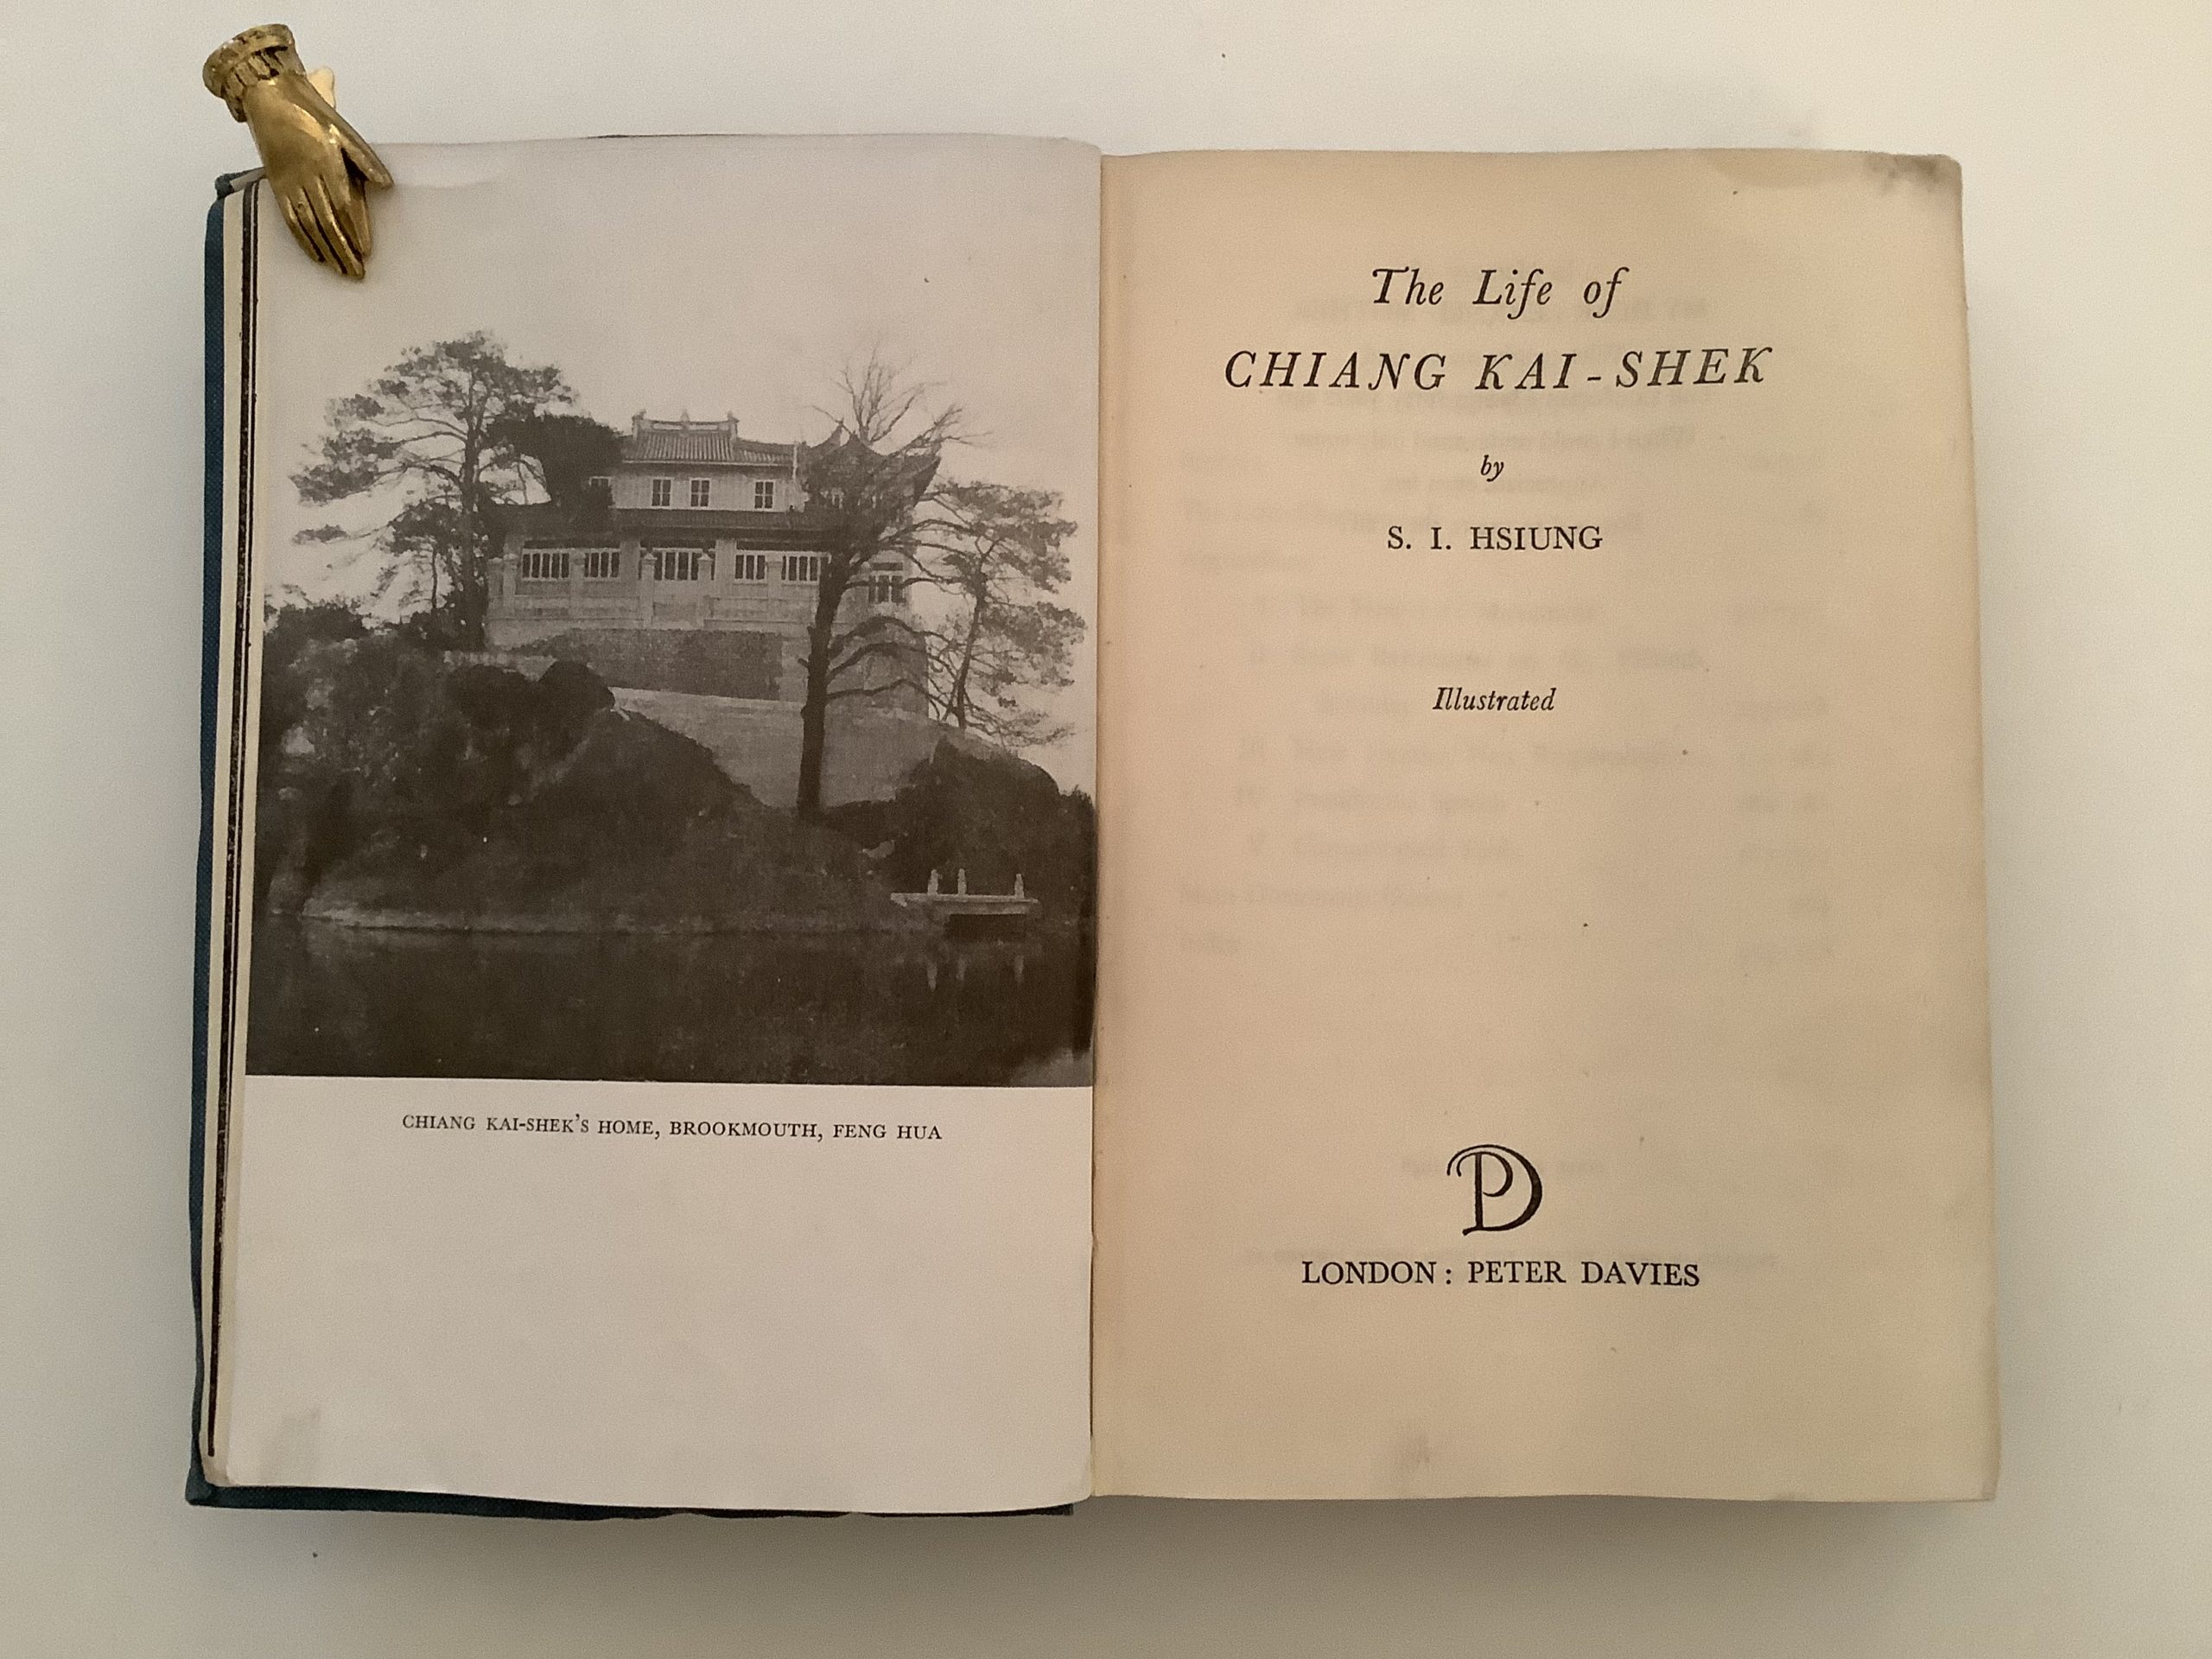 CHIANG KAI-SHEK'S HOME, BROOKMOUTH, FENG HUA
The Life of
CHIANG KAI-SHEK
by
S. I. HSIUNG
Illustrated
PD
LONDON: PETER DAVIES